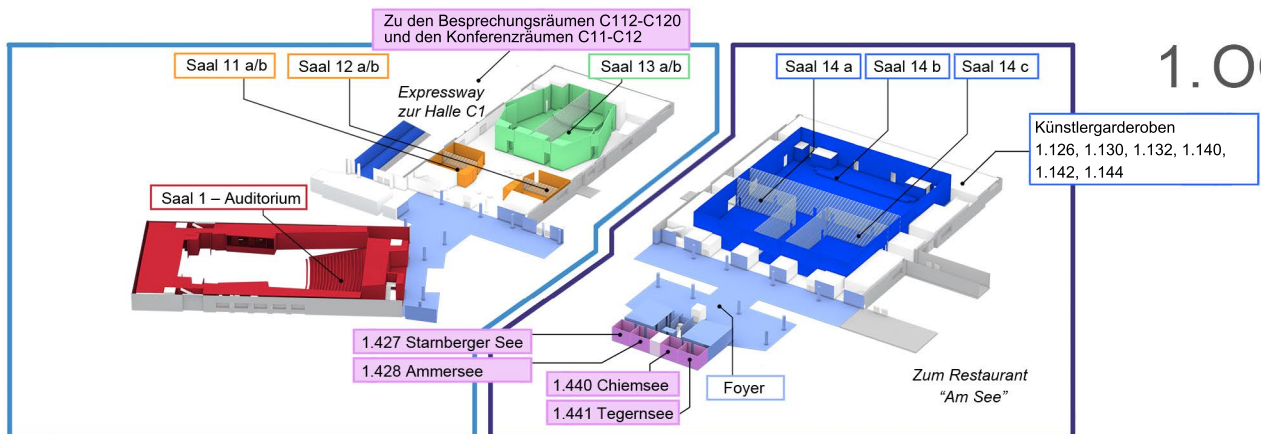 Zu den Besprechungsräumen C112-C120
und den Konferenzräumen C11-C12
1. O
Saal 11 a/b
Saal 12 a/b
Saal 13 a/b
Saal 14 a
Saal 14 b
Saal 14 c
Expressway
zur Halle C1
Künstlergarderoben
1.126, 1.130, 1.132, 1.140,
1.142, 1.144
Saal 1 – Auditorium
1.427 Starnberger See
1.428 Ammersee
1.440 Chiemsee
1.441 Tegernsee
Foyer
Zum Restaurant
“Am See”